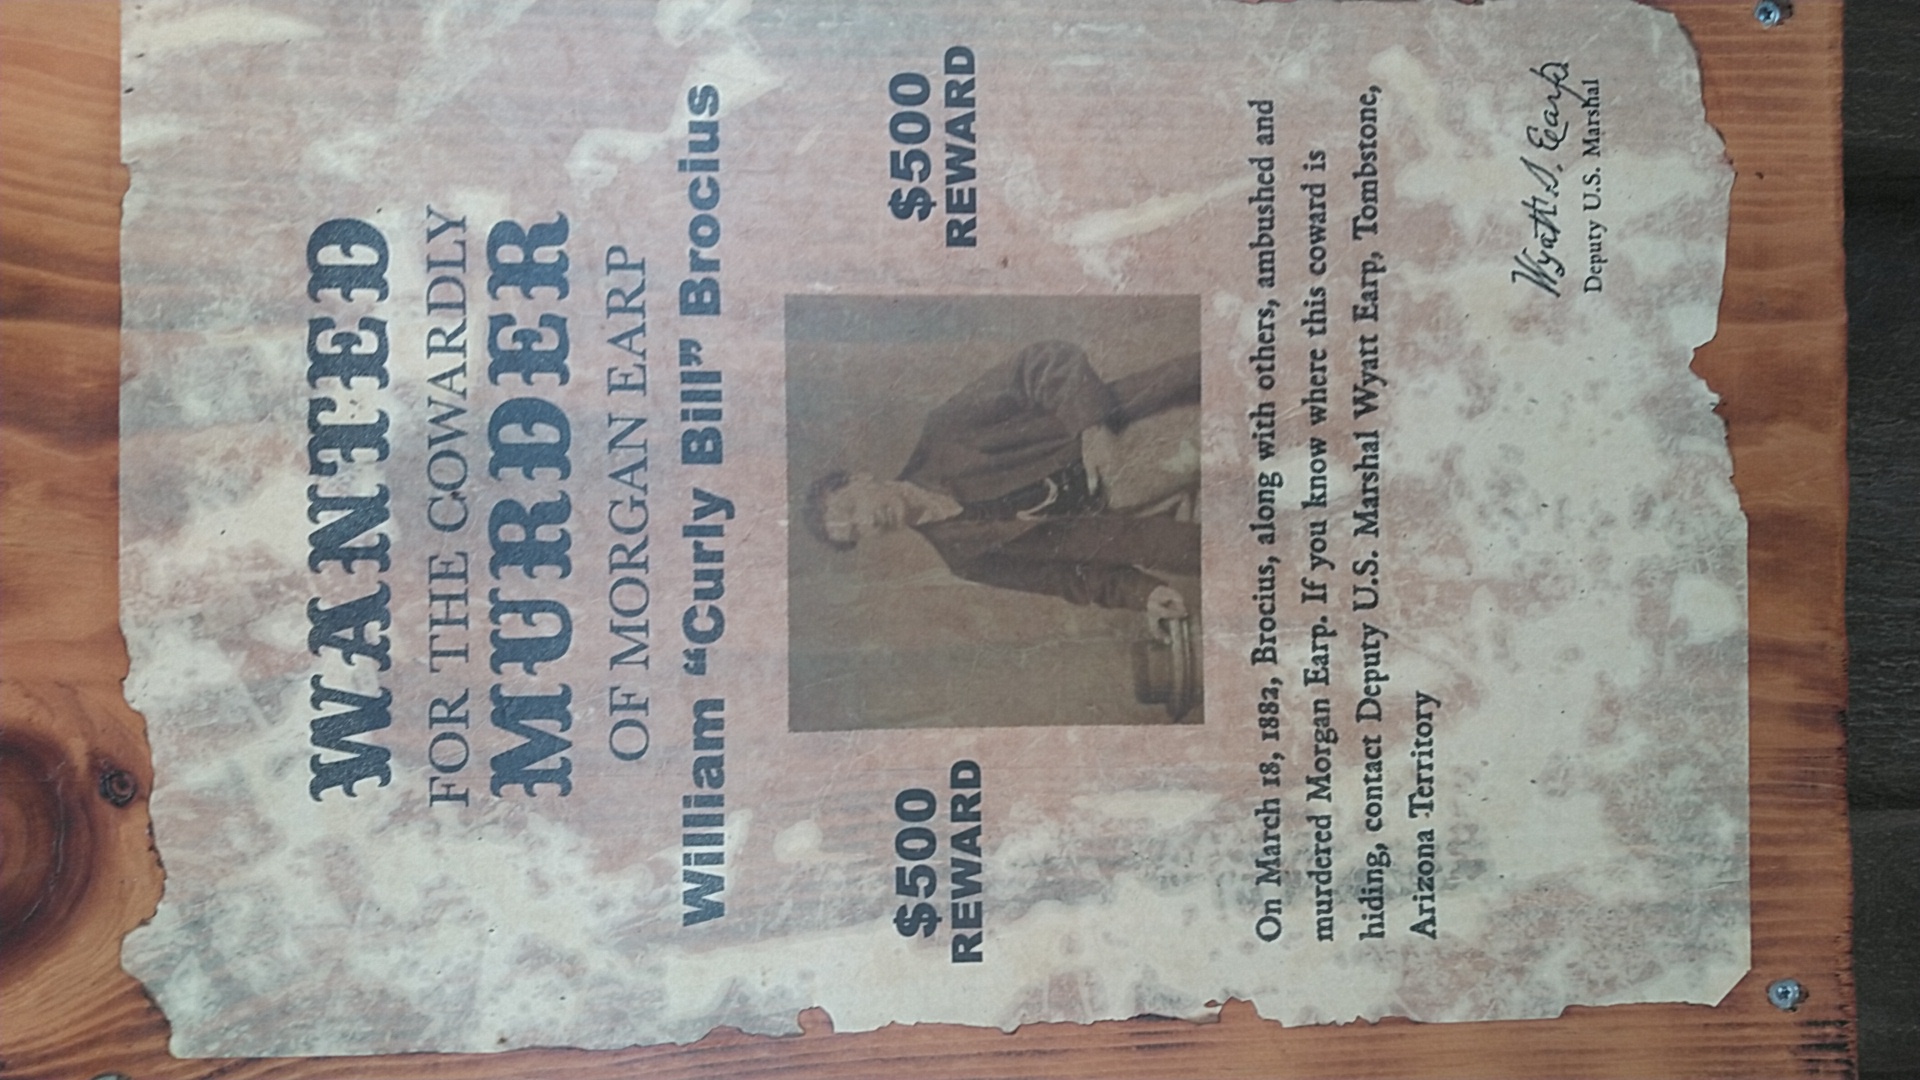 WANTED
FOR THE COWARDLY
MURDER
OF MORGAN EARP
William “Curly Bill” Brocius
$500
REWARD
$500
REWARD
On March 18, 1882, Brocius, along with others, ambushed and
murdered Morgan Earp. If you know where this coward is
hiding, contact Deputy U.S. Marshal Wyatt Earp, Tombstone,
Arizona Territory
Wyatt S. Earp
Deputy U.S. Marshal